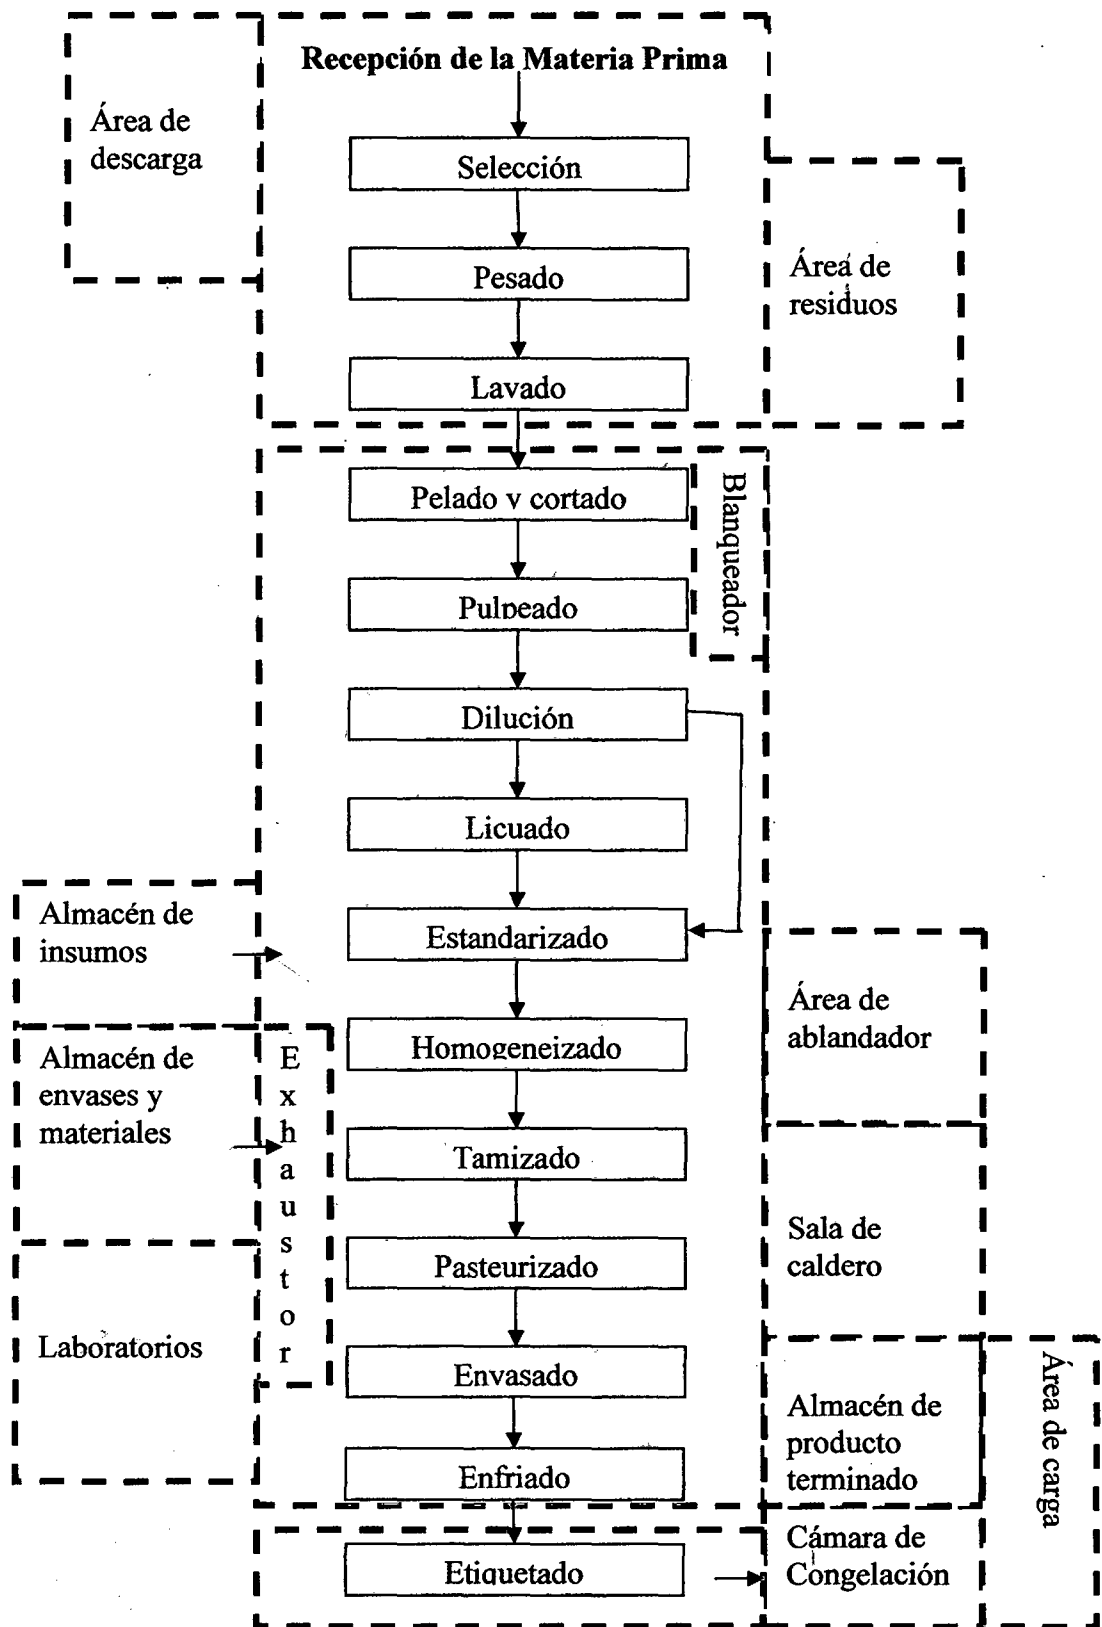 Recepción de la Materia Prima
Área de
descarga
Selección
Pesado
Área de
residuos
Lavado
Pelado y cortado
Blanqueador
Pulpeado
Dilución
Licuado
Almacén de
insumos
Estandarizado
Área de
ablandador
Homogeneizado
Almacén de
envases y
materiales
Exhaustor
Tamizado
Sala de
caldero
Pasteurizado
Laboratorios
Envasado
Almacén de
producto
terminado
Área de carga
Enfriado
Cámara de
Congelación
Etiquetado